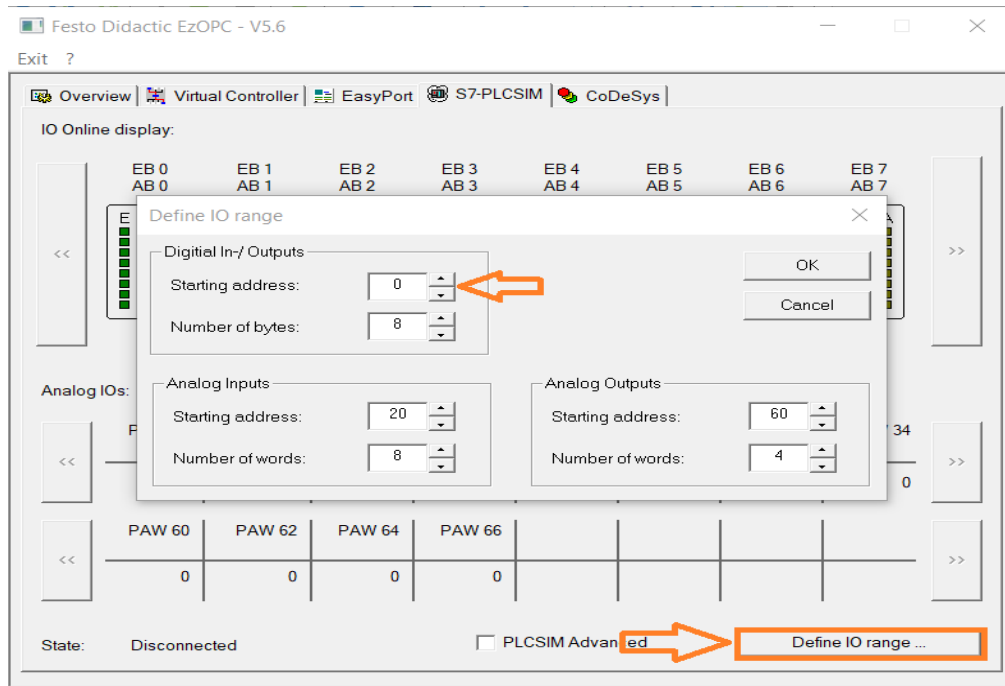 Festo Didactic EzOPC - V5.6
Exit ?
Overview Virtual Controller EasyPort S7-PLCSIM CoDeSys
IO Online display:
EB 0 EB 1 EB 2 EB 3 EB 4 EB 5 EB 6 EB 7
AB 0 AB 1 AB 2 AB 3 AB 4 AB 5 AB 6 AB 7
E A
Define IO range
<< >>
Digitial In-/ Outputs
Starting address: 0
Number of bytes: 8
OK
Cancel
Analog IOs:
Analog Inputs
Starting address: 20
Number of words: 8
Analog Outputs
Starting address: 60
Number of words: 4
34
<< >>
0
PAW 60 PAW 62 PAW 64 PAW 66
<< >>
0 0 0 0
State: Disconnected
PLCSIM Advan ed
Define IO range ...